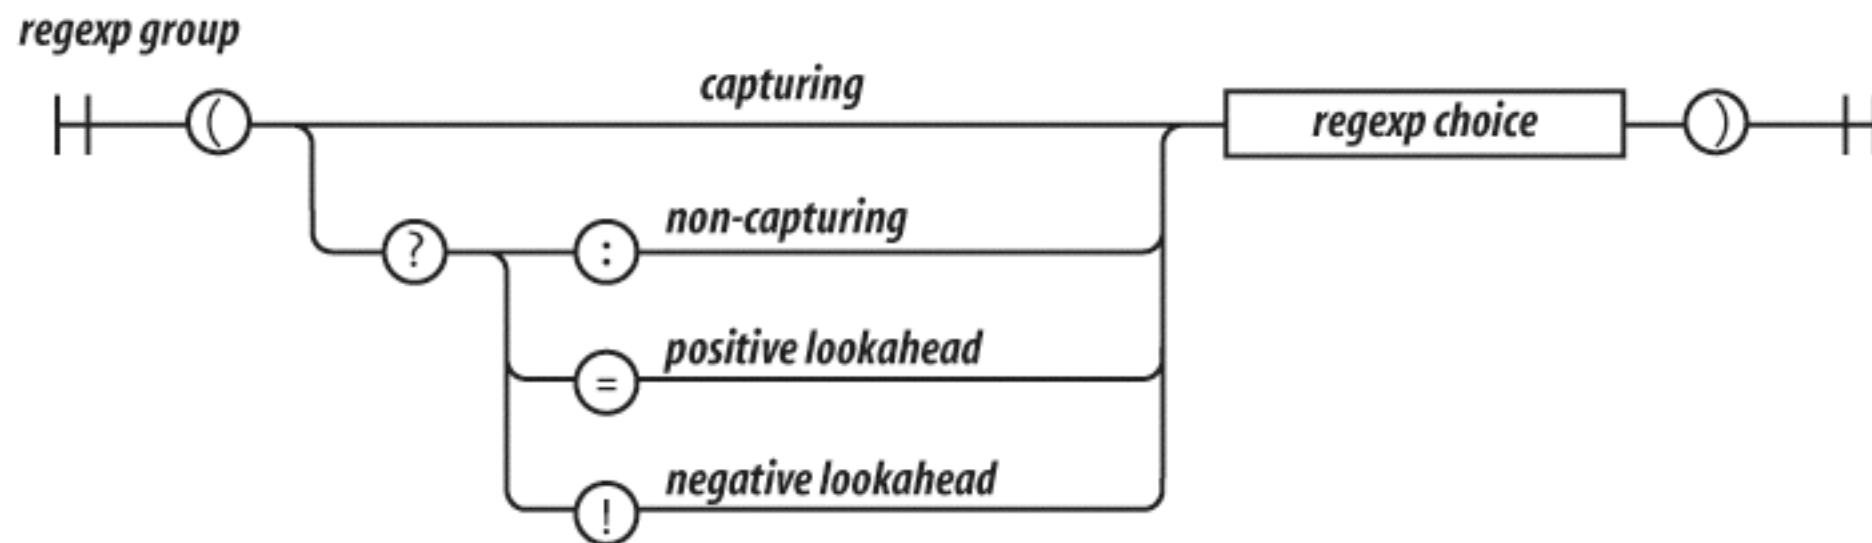 regexp group
capturing
( regexp choice )
non-capturing
? :
positive lookahead
=
negative lookahead
!